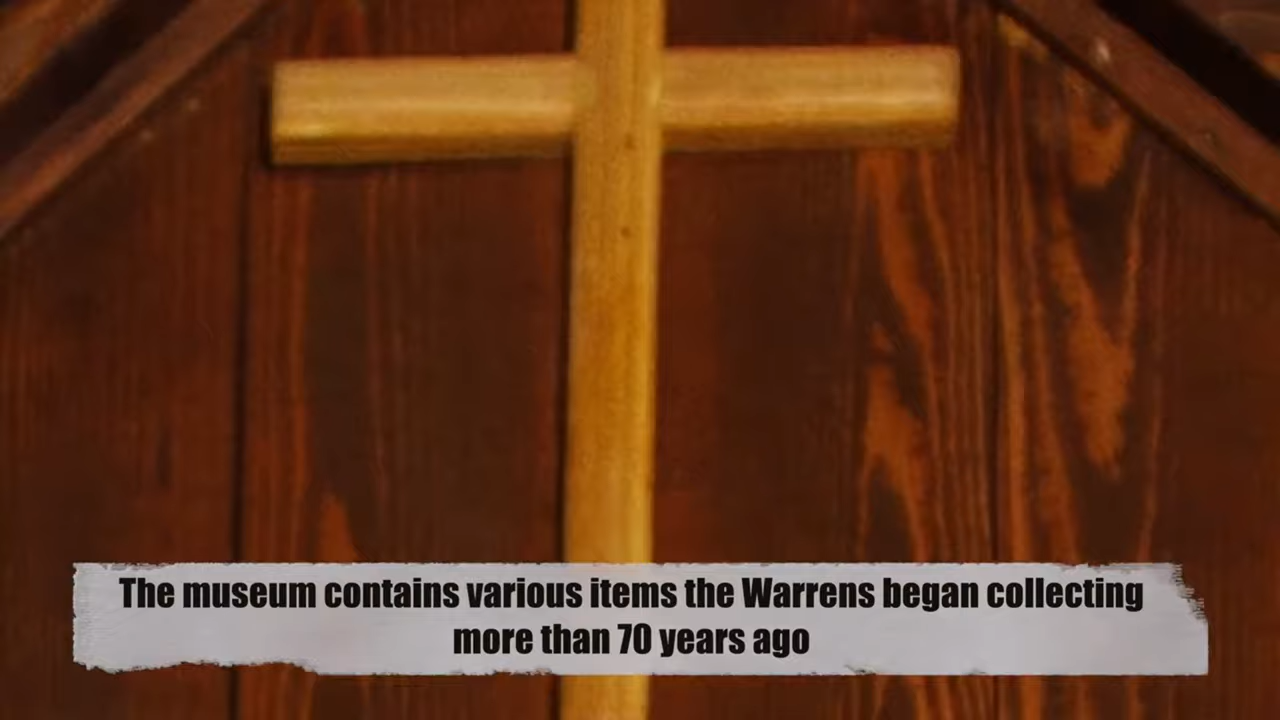 The museum contains various items the Warrens began collecting
more than 70 years ago